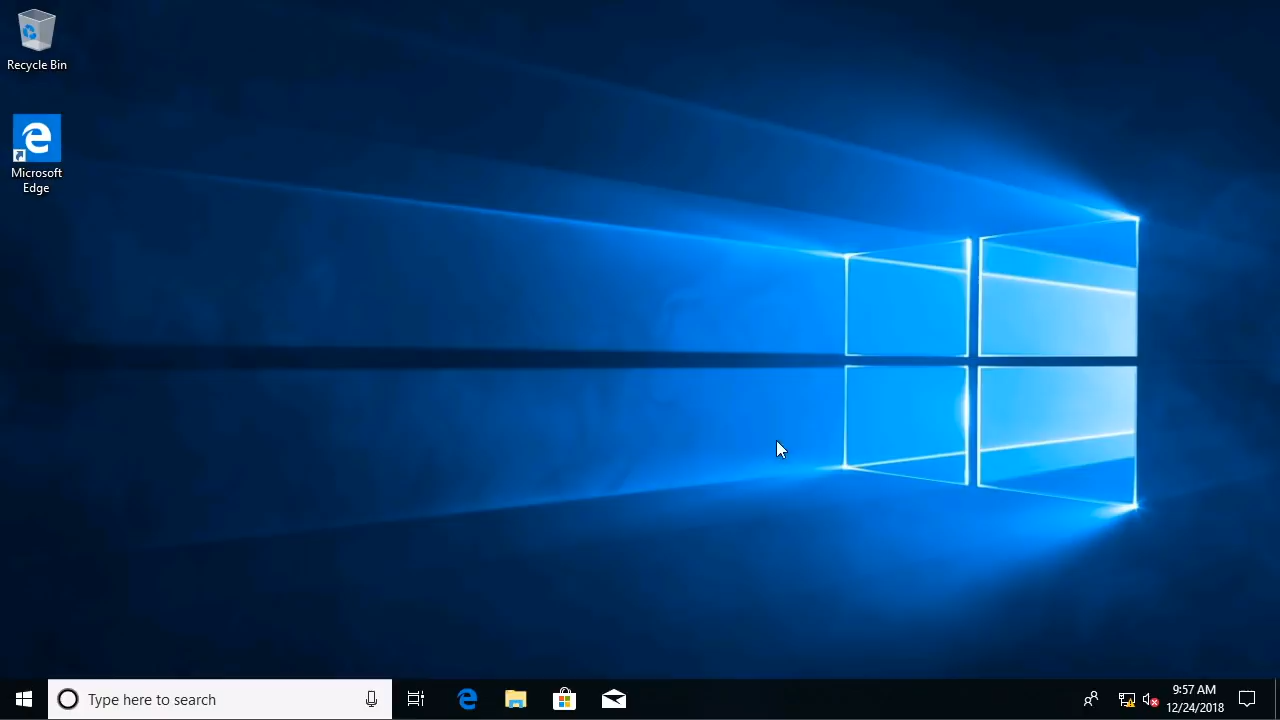 Recycle Bin
Microsoft
Edge
Type here to search
9:57 AM
12/24/2018